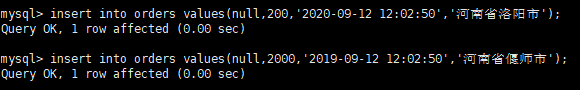 mysql> insert into orders values(null,200,'2020-09-12 12:02:50','河南省洛阳市');
Query OK, 1 row affected (0.00 sec)
mysql> insert into orders values(null,2000,'2019-09-12 12:02:50','河南省偃师市');
Query OK, 1 row affected (0.00 sec)